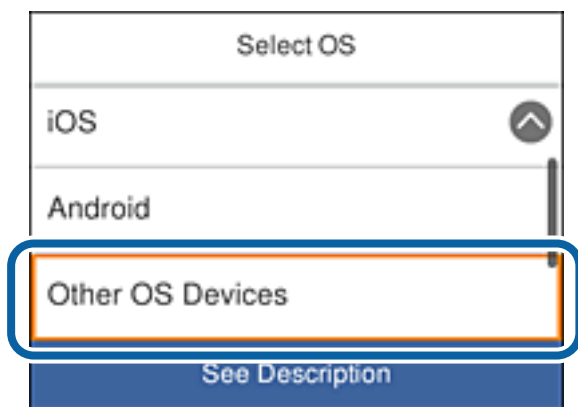 Select OS
iOS
Android
Other OS Devices
See Description